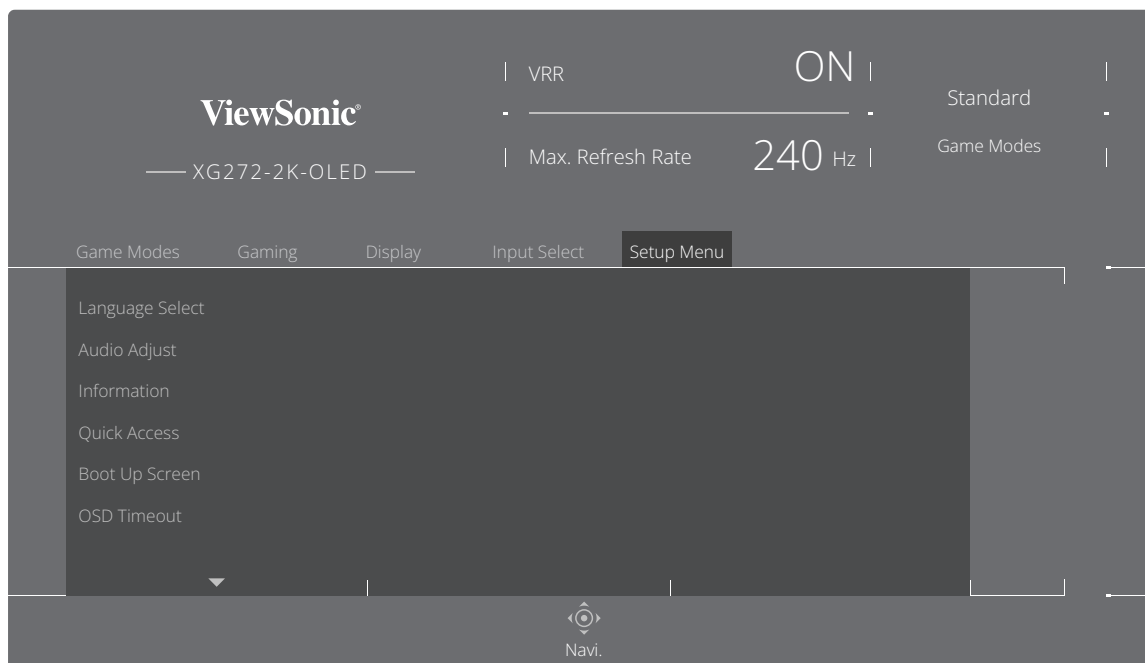 ViewSonic®
XG272-2K-OLED
VRR ON
Max. Refresh Rate 240 Hz
Standard
Game Modes
Game Modes Gaming Display Input Select Setup Menu
Language Select
Audio Adjust
Information
Quick Access
Boot Up Screen
OSD Timeout
Navi.